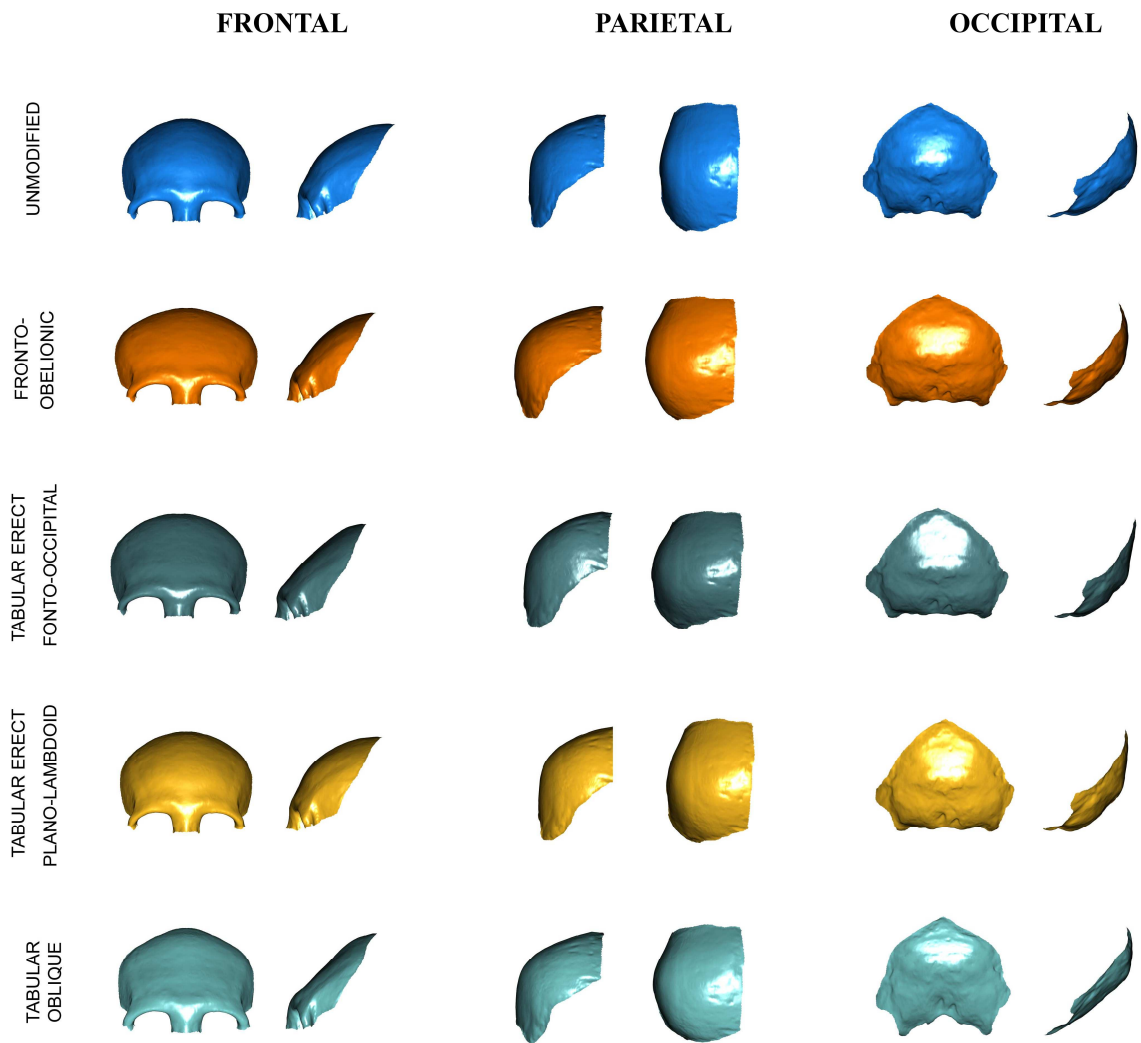 FRONTAL PARIETAL OCCIPITAL
UNMODIFIED
FRONTO-
OBELIONIC
TABULAR ERECT
FONTO-OCCIPITAL
TABULAR ERECT
PLANO-LAMBDOID
TABULAR
OBLIQUE